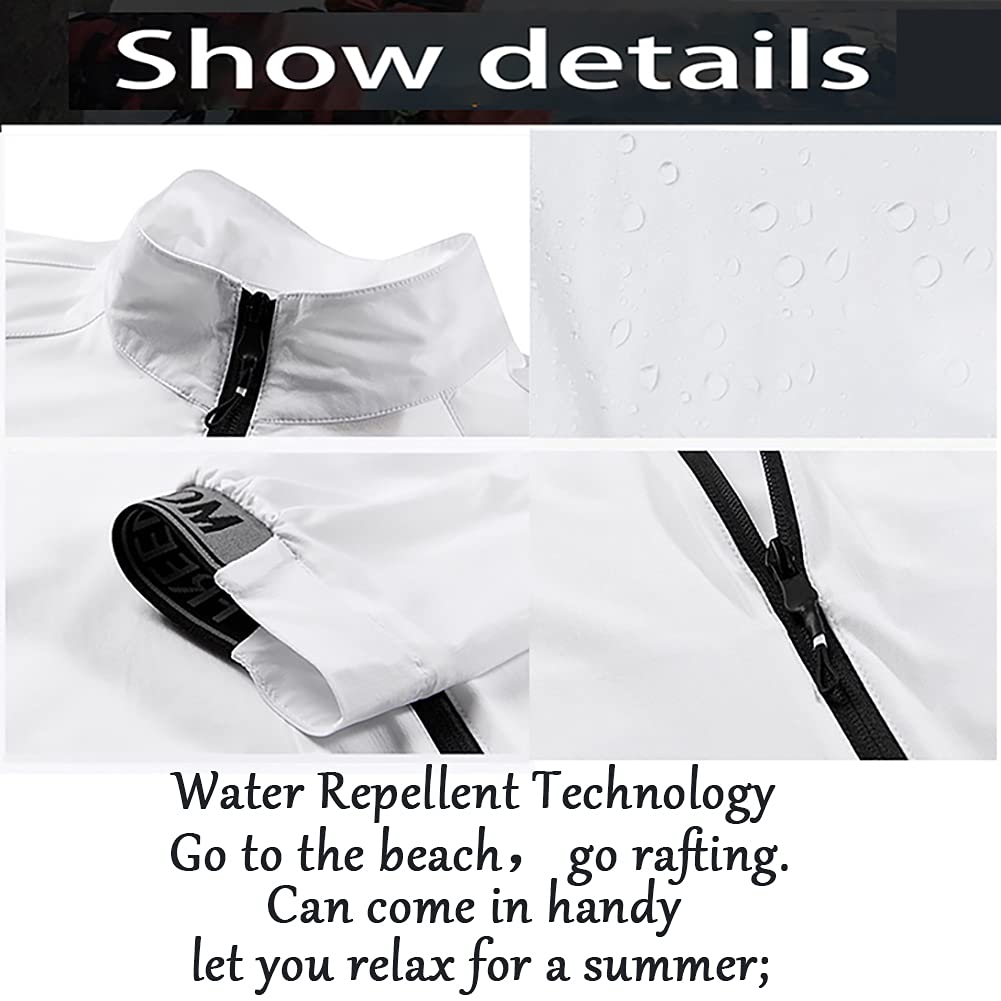 Show details
Water Repellent Technology
Go to the beach， go rafting.
Can come in handy
let you relax for a summer;